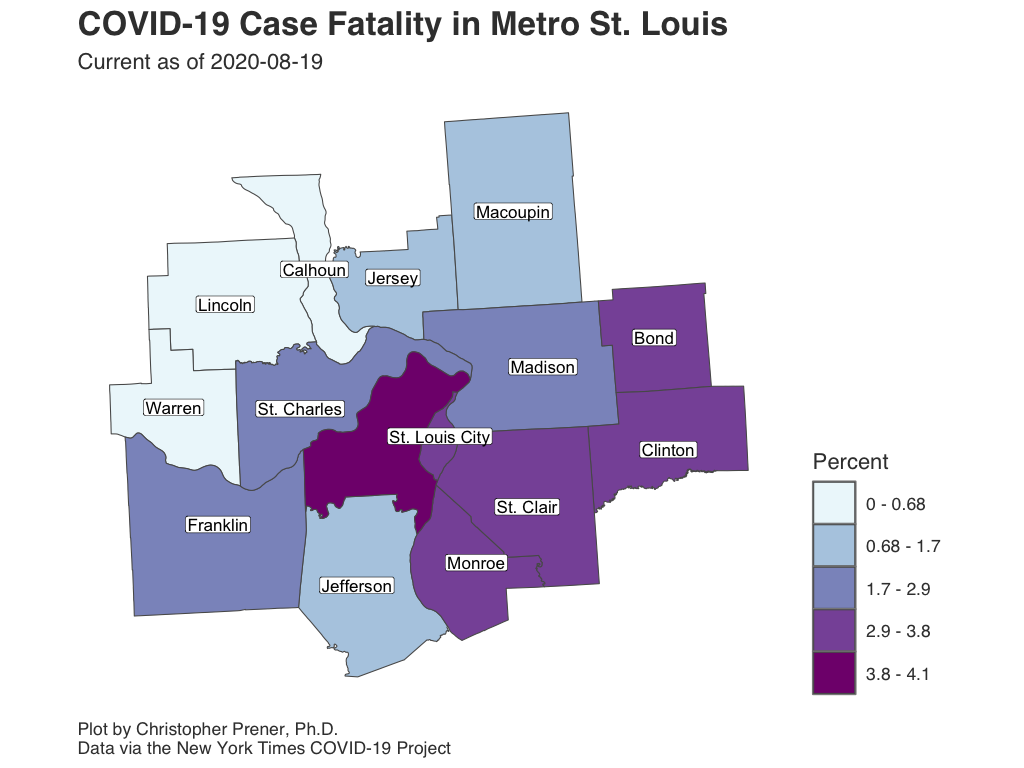 COVID-19 Case Fatality in Metro St. Louis
Current as of 2020-08-19
Macoupin
Calhoun
Jersey
Lincoln
Bond
Madison
Warren
St. Charles
St. Louis City
Clinton
St. Clair
Franklin
Monroe
Jefferson
Percent
0 - 0.68
0.68 - 1.7
1.7 - 2.9
2.9 - 3.8
3.8 - 4.1
Plot by Christopher Prener, Ph.D.
Data via the New York Times COVID-19 Project